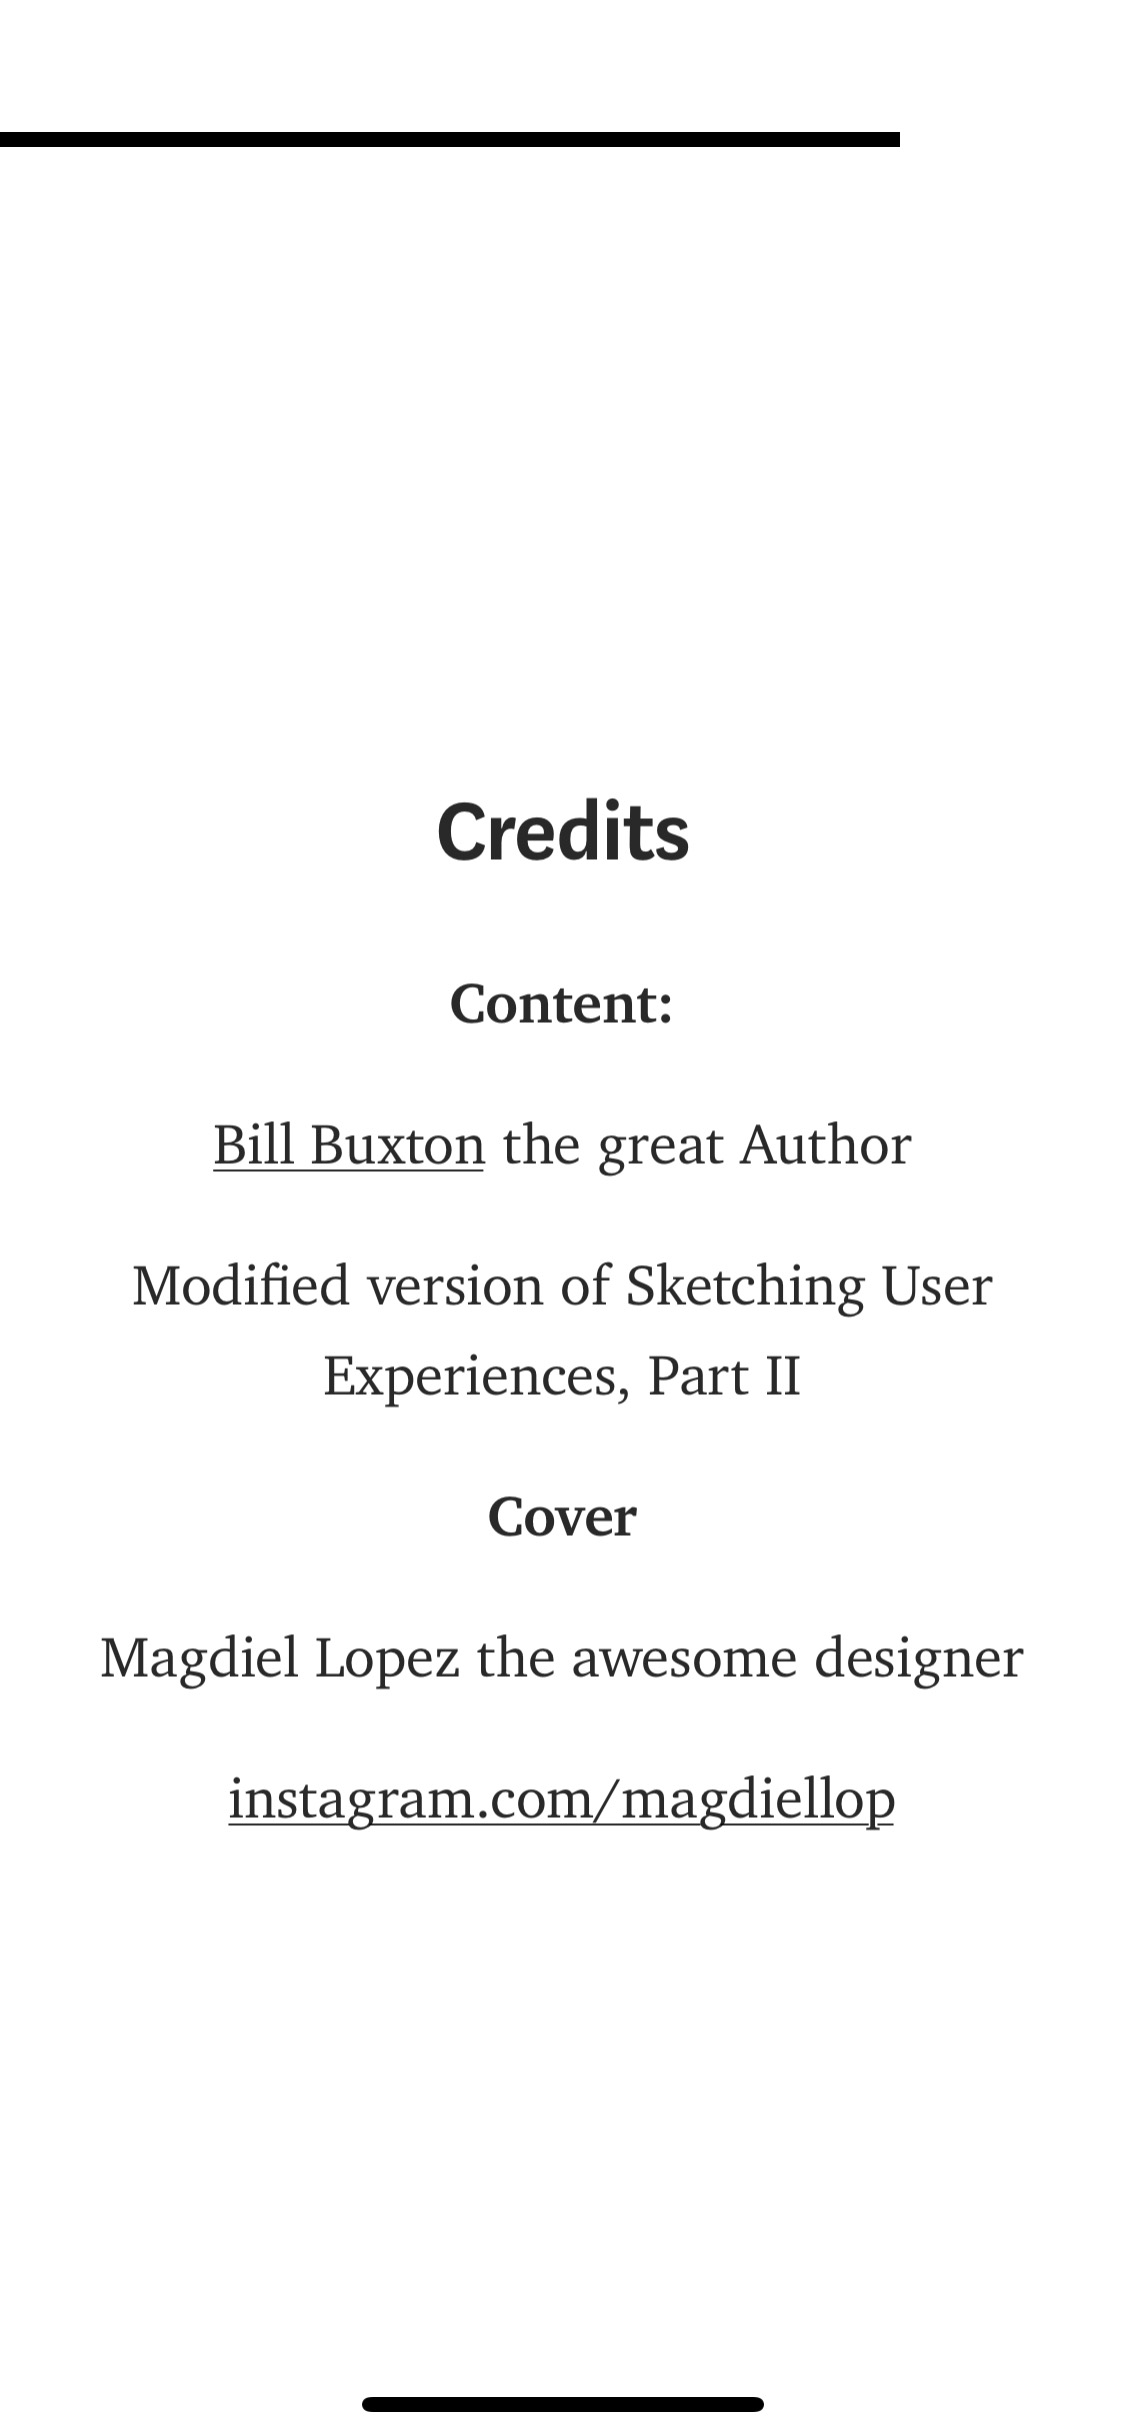 Credits
Content:
Bill Buxton the great Author
Modified version of Sketching User
Experiences, Part II
Cover
Magdiel Lopez the awesome designer
instagram.com/magdiellop